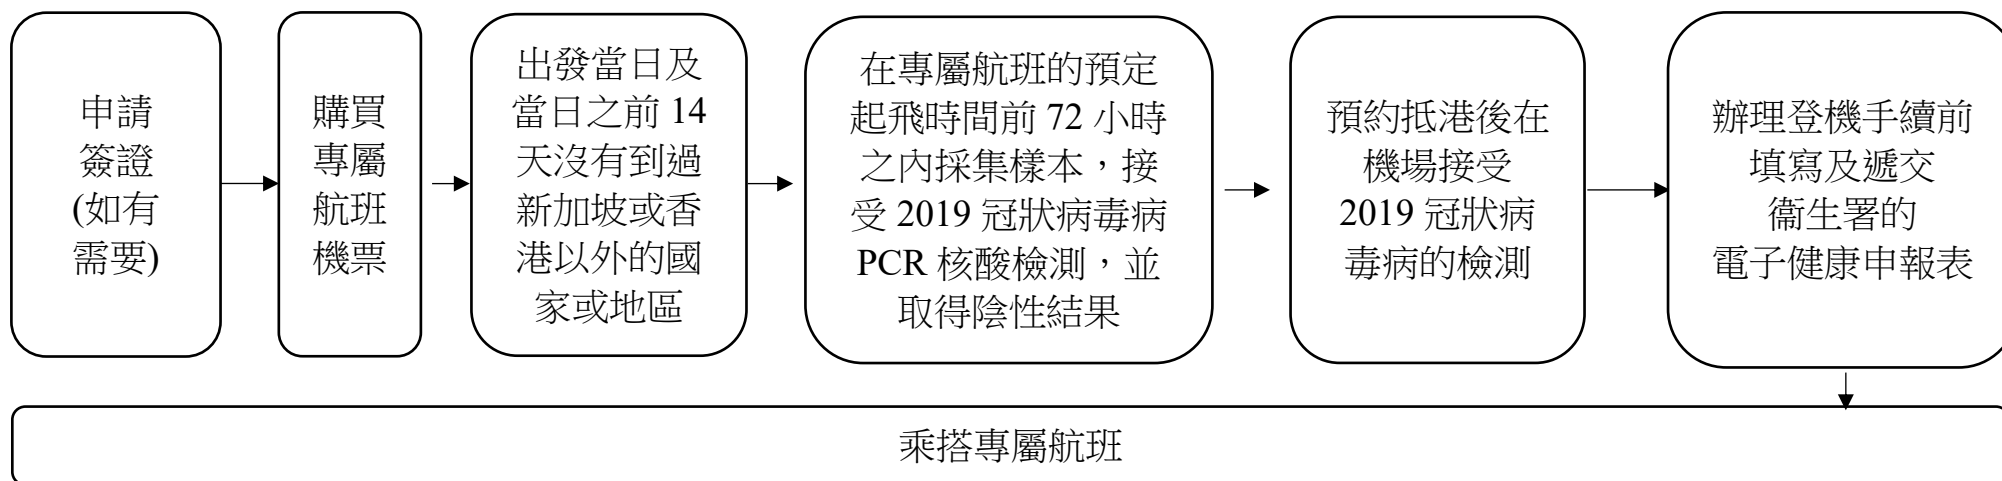 申請
簽證
(如有
需要)
購買
專屬
航班
機票
出發當日及
當日之前 14
天沒有到過
新加坡或香
港以外的國
家或地區
在專屬航班的預定
起飛時間前 72 小時
之內採集樣本，接
受 2019 冠狀病毒病
PCR 核酸檢測，並
取得陰性結果
預約抵港後在
機場接受
2019 冠狀病
毒病的檢測
辦理登機手續前
填寫及遞交
衞生署的
電子健康申報表
乘搭專屬航班